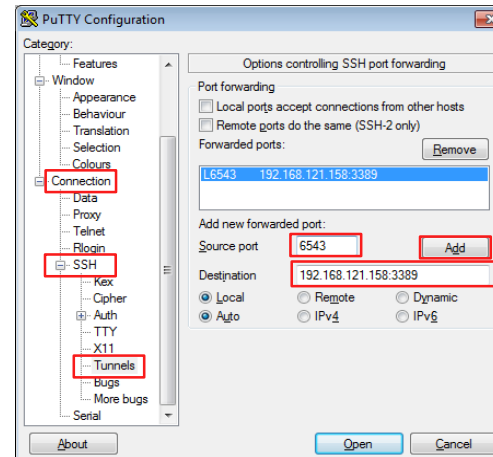 PuTTY Configuration
Category:
Features
Window
Appearance
Behaviour
Translation
Selection
Colours
Connection
Data
Proxy
Telnet
Rlogin
SSH
Kex
Cipher
Auth
TTY
X11
Tunnels
Bugs
More bugs
Serial
Options controlling SSH port forwarding
Port forwarding
Local ports accept connections from other hosts
Remote ports do the same (SSH-2 only)
Forwarded ports:
Remove
L6543 192.168.121.158:3389
Add new forwarded port:
Source port 6543 Add
Destination 192.168.121.158:3389
Local Remote Dynamic
Auto IPv4 IPv6
About Open Cancel